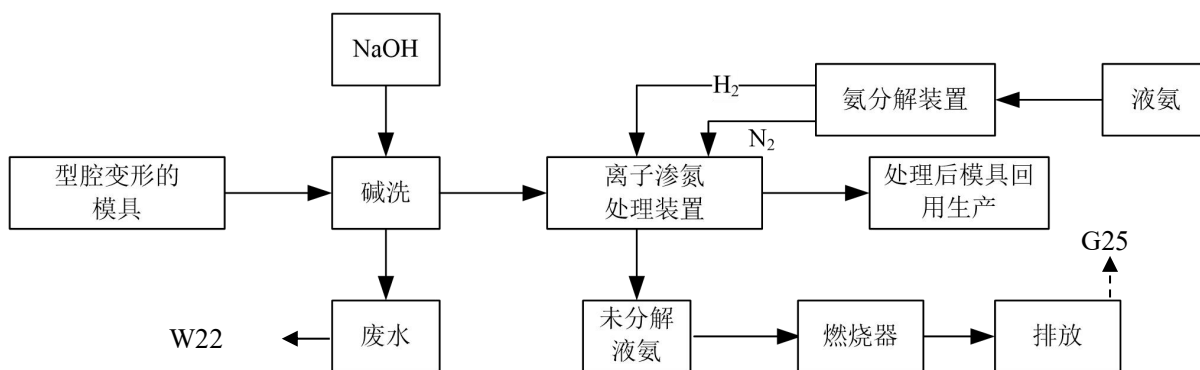 NaOH
H₂
氨分解装置
液氨
N₂
型腔变形的
模具
碱洗
离子渗氮
处理装置
处理后模具回
用生产
G25
W22
废水
未分解
液氨
燃烧器
排放